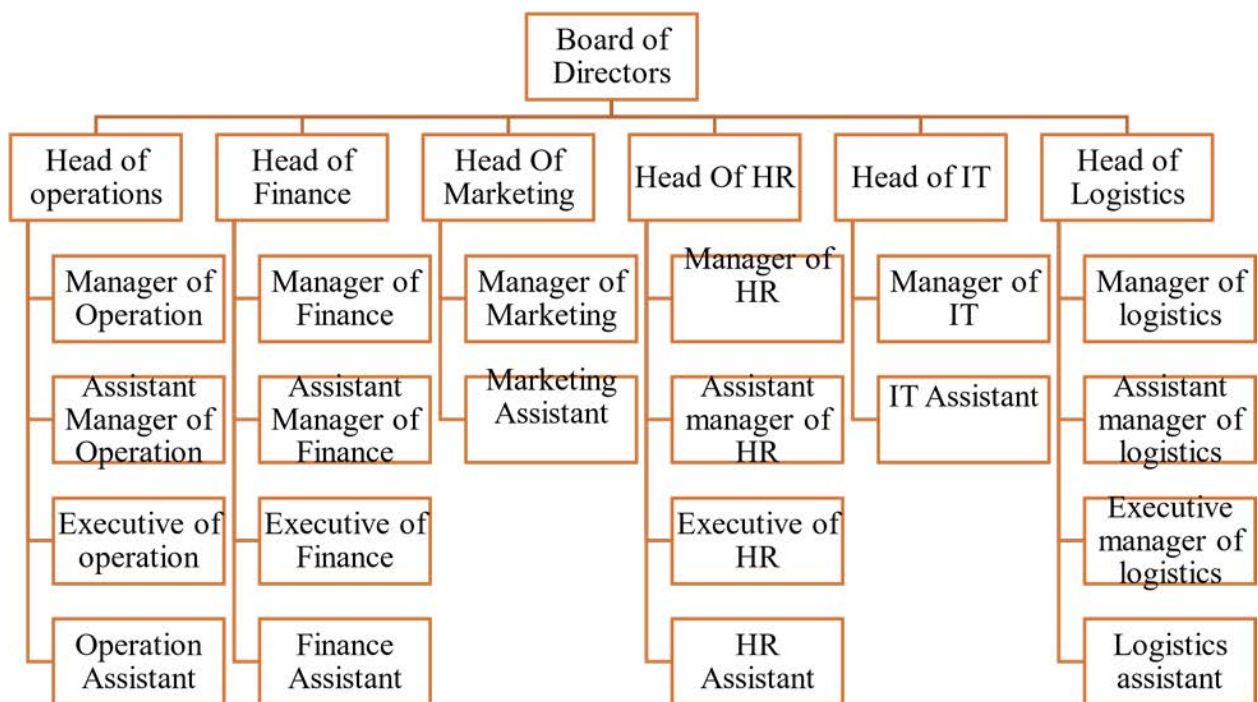 Board of
Directors
Head of
operations
Head of
Finance
Head Of
Marketing
Head Of HR
Head of IT
Head of
Logistics
Manager of
Operation
Assistant
Manager of
Operation
Executive of
operation
Operation
Assistant
Manager of
Finance
Assistant
Manager of
Finance
Executive of
Finance
Finance
Assistant
Manager of
Marketing
Marketing
Assistant
Manager of
HR
Assistant
manager of
HR
Executive of
HR
HR
Assistant
Manager of
IT
IT Assistant
Manager of
logistics
Assistant
manager of
logistics
Executive
manager of
logistics
Logistics
assistant